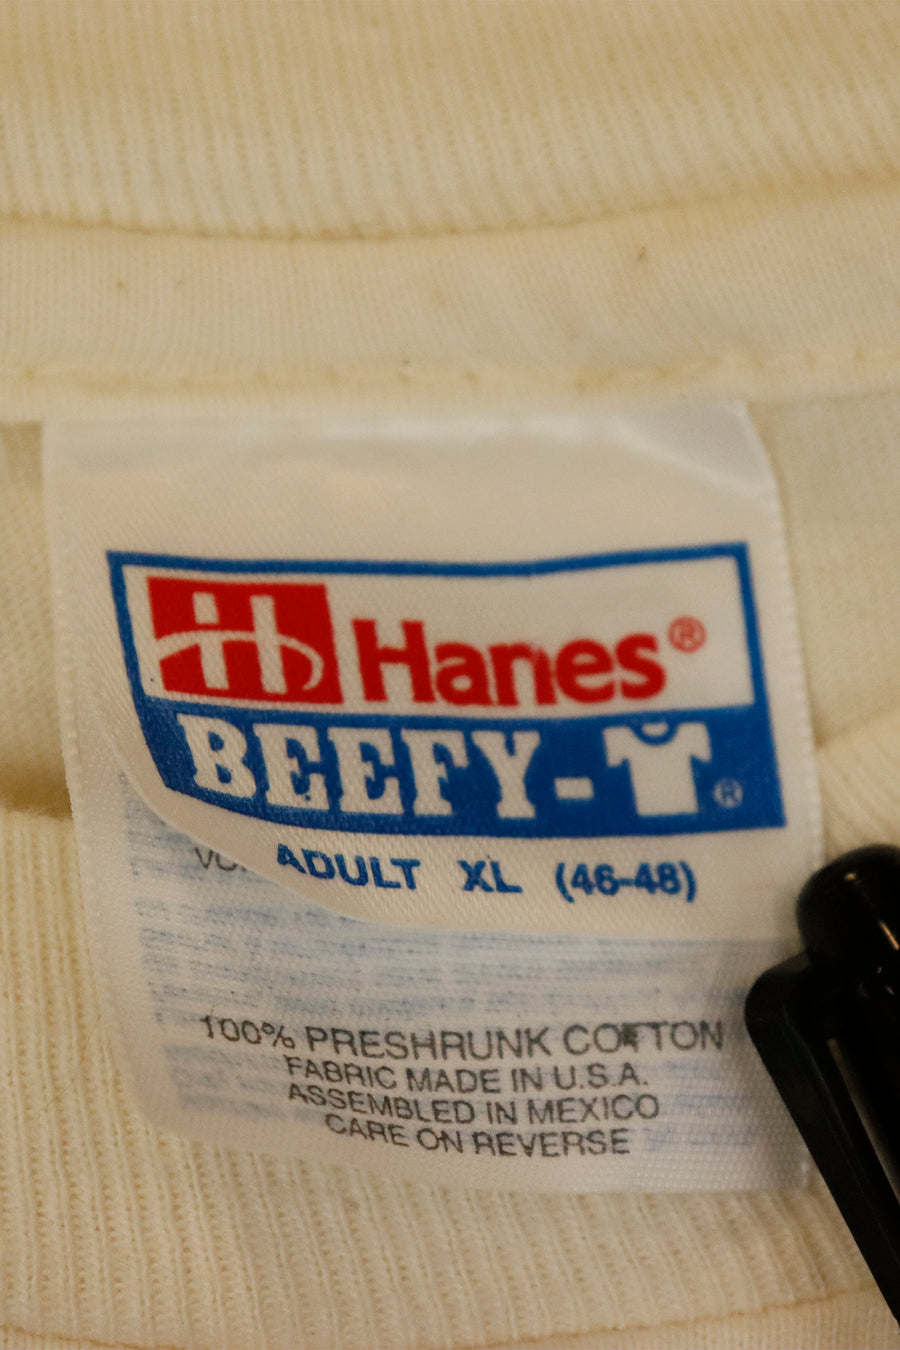 Hanes®
BEEFY-®
ADULT XL (46-48)
100% PRESHRUNK COTTON
FABRIC MADE IN U.S.A.
ASSEMBLED IN MEXICO
CARE ON REVERSE